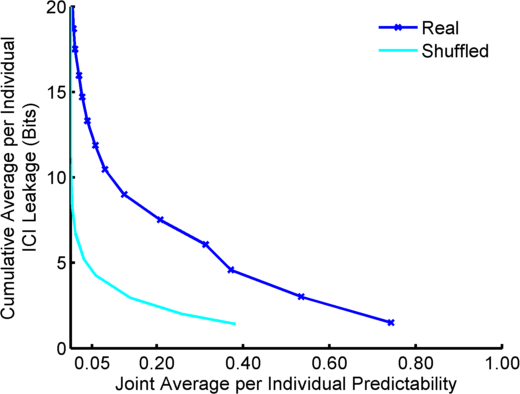 Cumulative Average per Individual
ICI Leakage (Bits)
20
15
10
5
0
Real
Shuffled
0.05 0.20 0.40 0.60 0.80 1.00
Joint Average per Individual Predictability